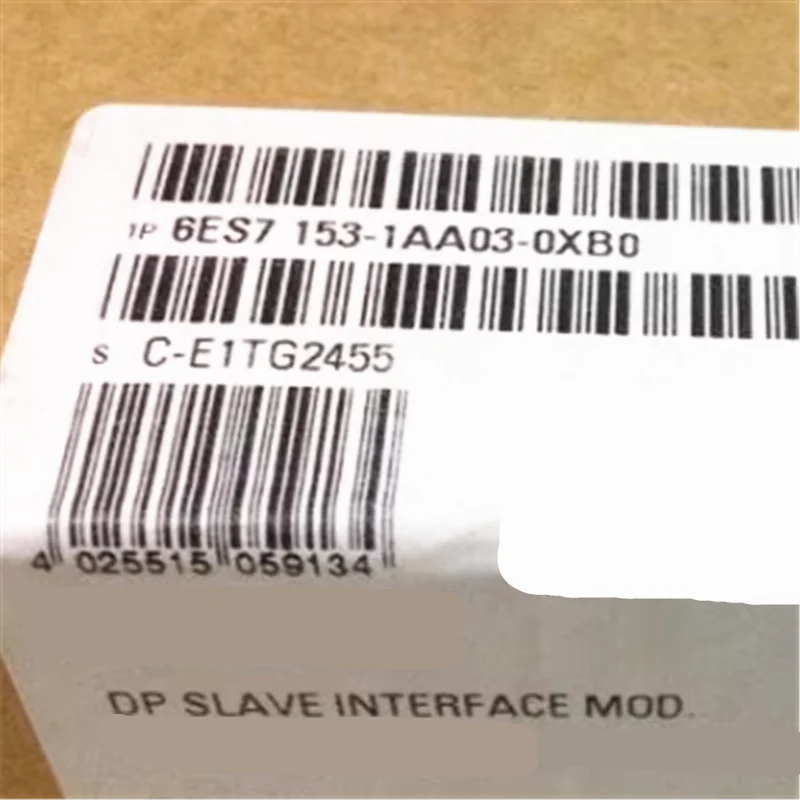 1P 6ES7 153-1AA03-0XB0
S C-E1TG2455
4 025515 059134
DP SLAVE INTERFACE MOD.